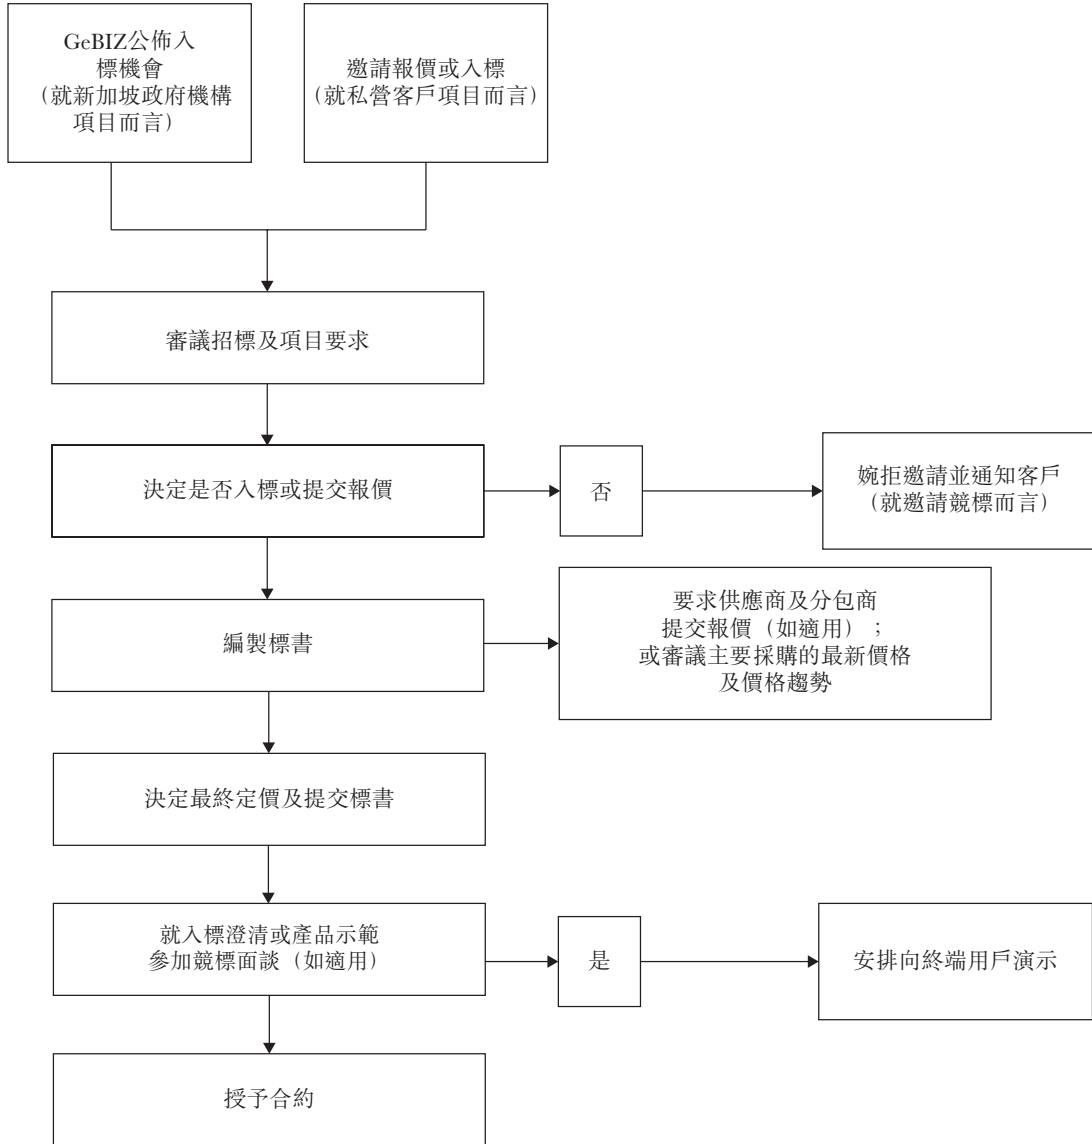 GeBIZ公佈入
標機會
（就新加坡政府機構
項目而言）
邀請報價或入標
（就私營客戶項目而言）
審議招標及項目要求
決定是否入標或提交報價
否
婉拒邀請並通知客戶
（就邀請競標而言）
編製標書
要求供應商及分包商
提交報價（如適用）；
或審議主要採購的最新價格
及價格趨勢
決定最終定價及提交標書
就入標澄清或產品示範
參加競標面談（如適用）
是
安排向終端用戶演示
授予合約